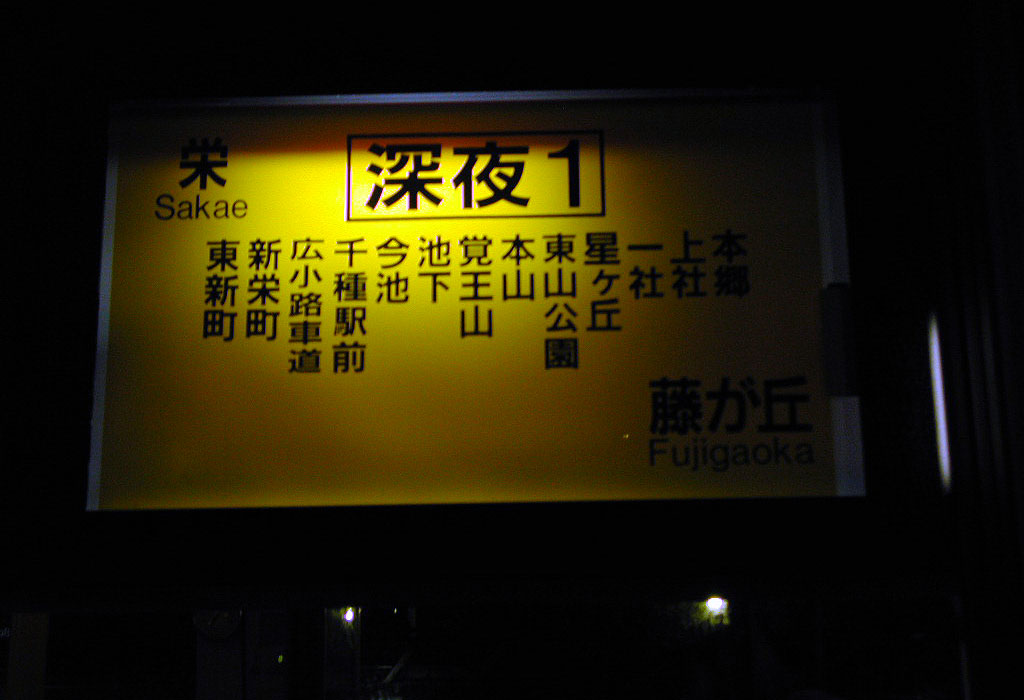 栄
Sakae
深夜1
東新町
新栄町
広小路車道
千種駅前
今池
池下
覚王山
本山
東山公園
星ヶ丘
一社
上社
本郷
藤が丘
Fujigaoka